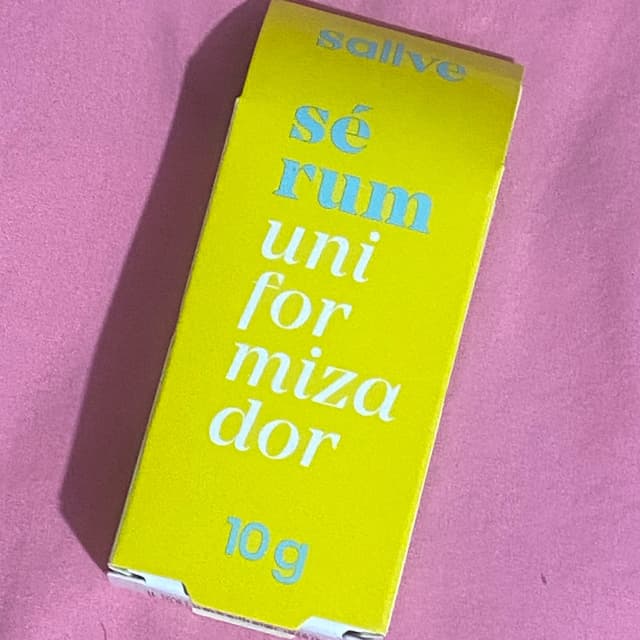 sallve
sé
rum
uni
for
miza
dor
10g